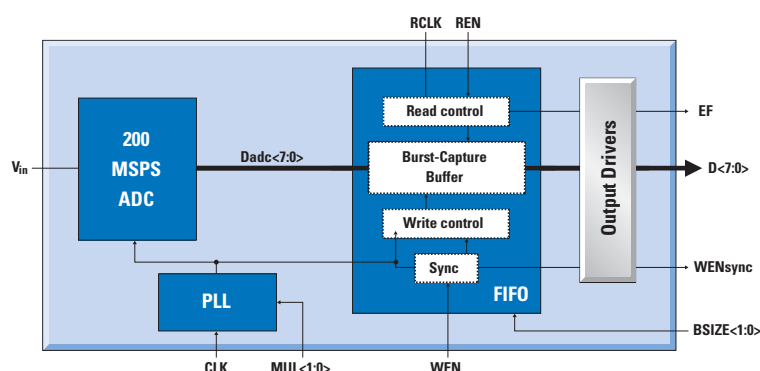 RCLK REN
Read control
EF
200
MSPS
ADC
Vin
Dadc<7:0>
Burst-Capture
Buffer
D<7:0>
Output Drivers
Write control
Sync
WENsync
FIFO
PLL
BSIZE<1:0>
CLK MUL<1:0> WEN